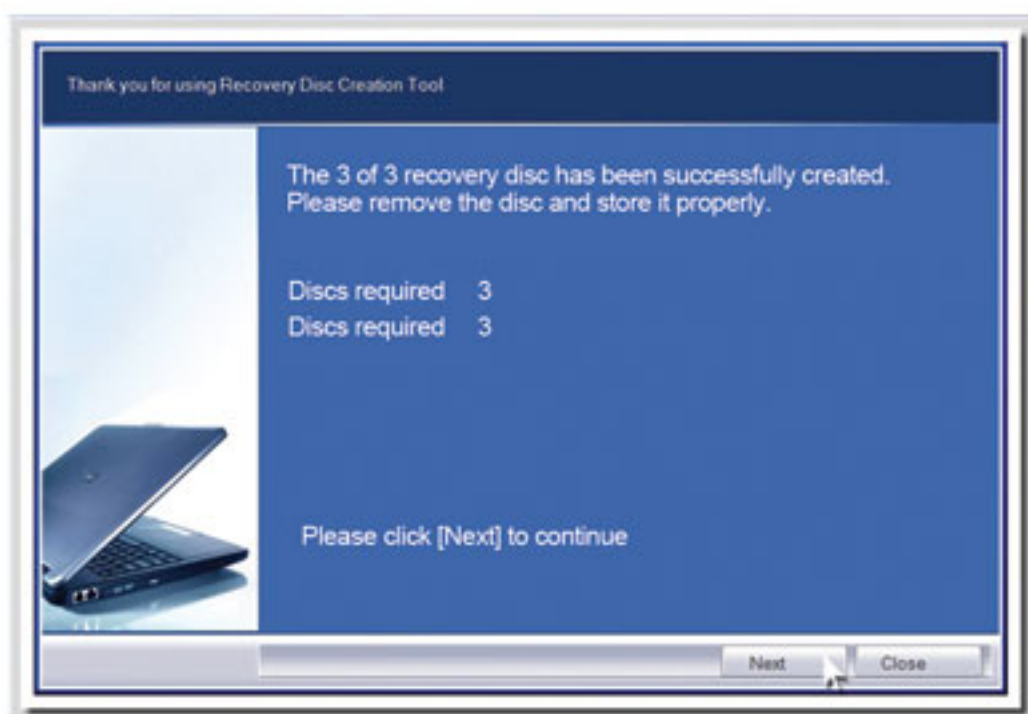 Thank you for using Recovery Disc Creation Tool
The 3 of 3 recovery disc has been successfully created.
Please remove the disc and store it properly.
Discs required 3
Discs required 3
Please click [Next] to continue
Next Close